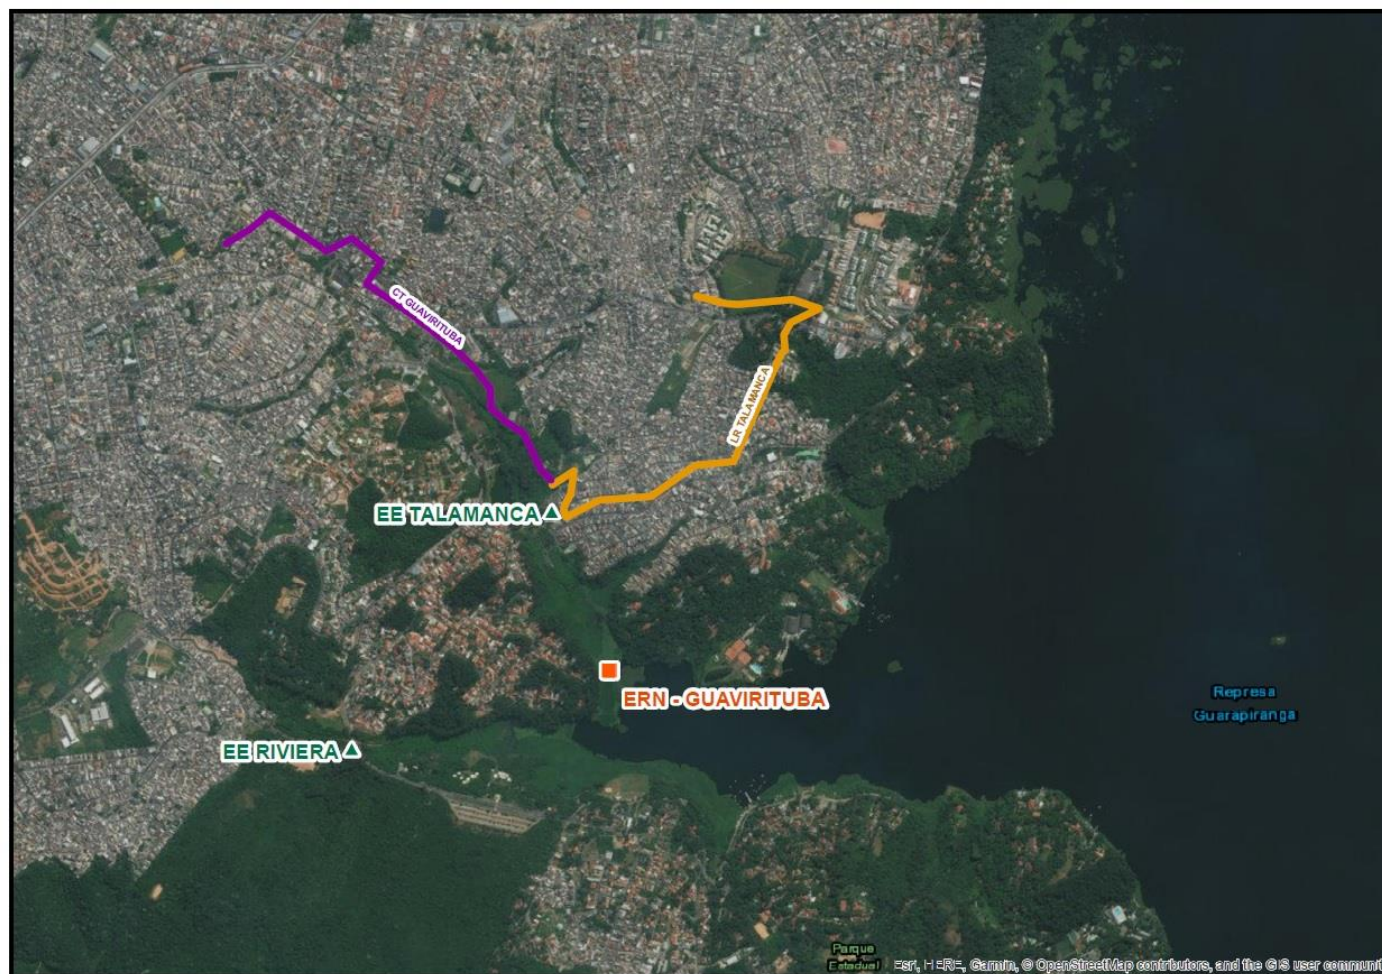 CT GUAVIRITUBA
LR TALAMANCA
EE TALAMANCA
ERN - GUAVIRITUBA
Represa
Guarapiranga
EE RIVIERA
Parque
Estadual
Esri, HERE, Garmin, © OpenStreetMap contributors, and the GIS user communit